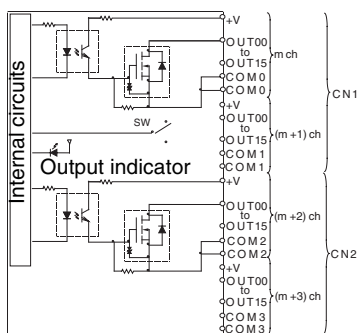 Internal circuits
+V
OUT00
to
OUT15
COM0
COM0
m ch
CN1
+V
OUT00
to
OUT15
COM1
COM1
(m+1) ch
SW
Output indicator
+V
OUT00
to
OUT15
COM2
COM2
(m+2) ch
CN2
+V
OUT00
to
OUT15
COM3
COM3
(m+3) ch